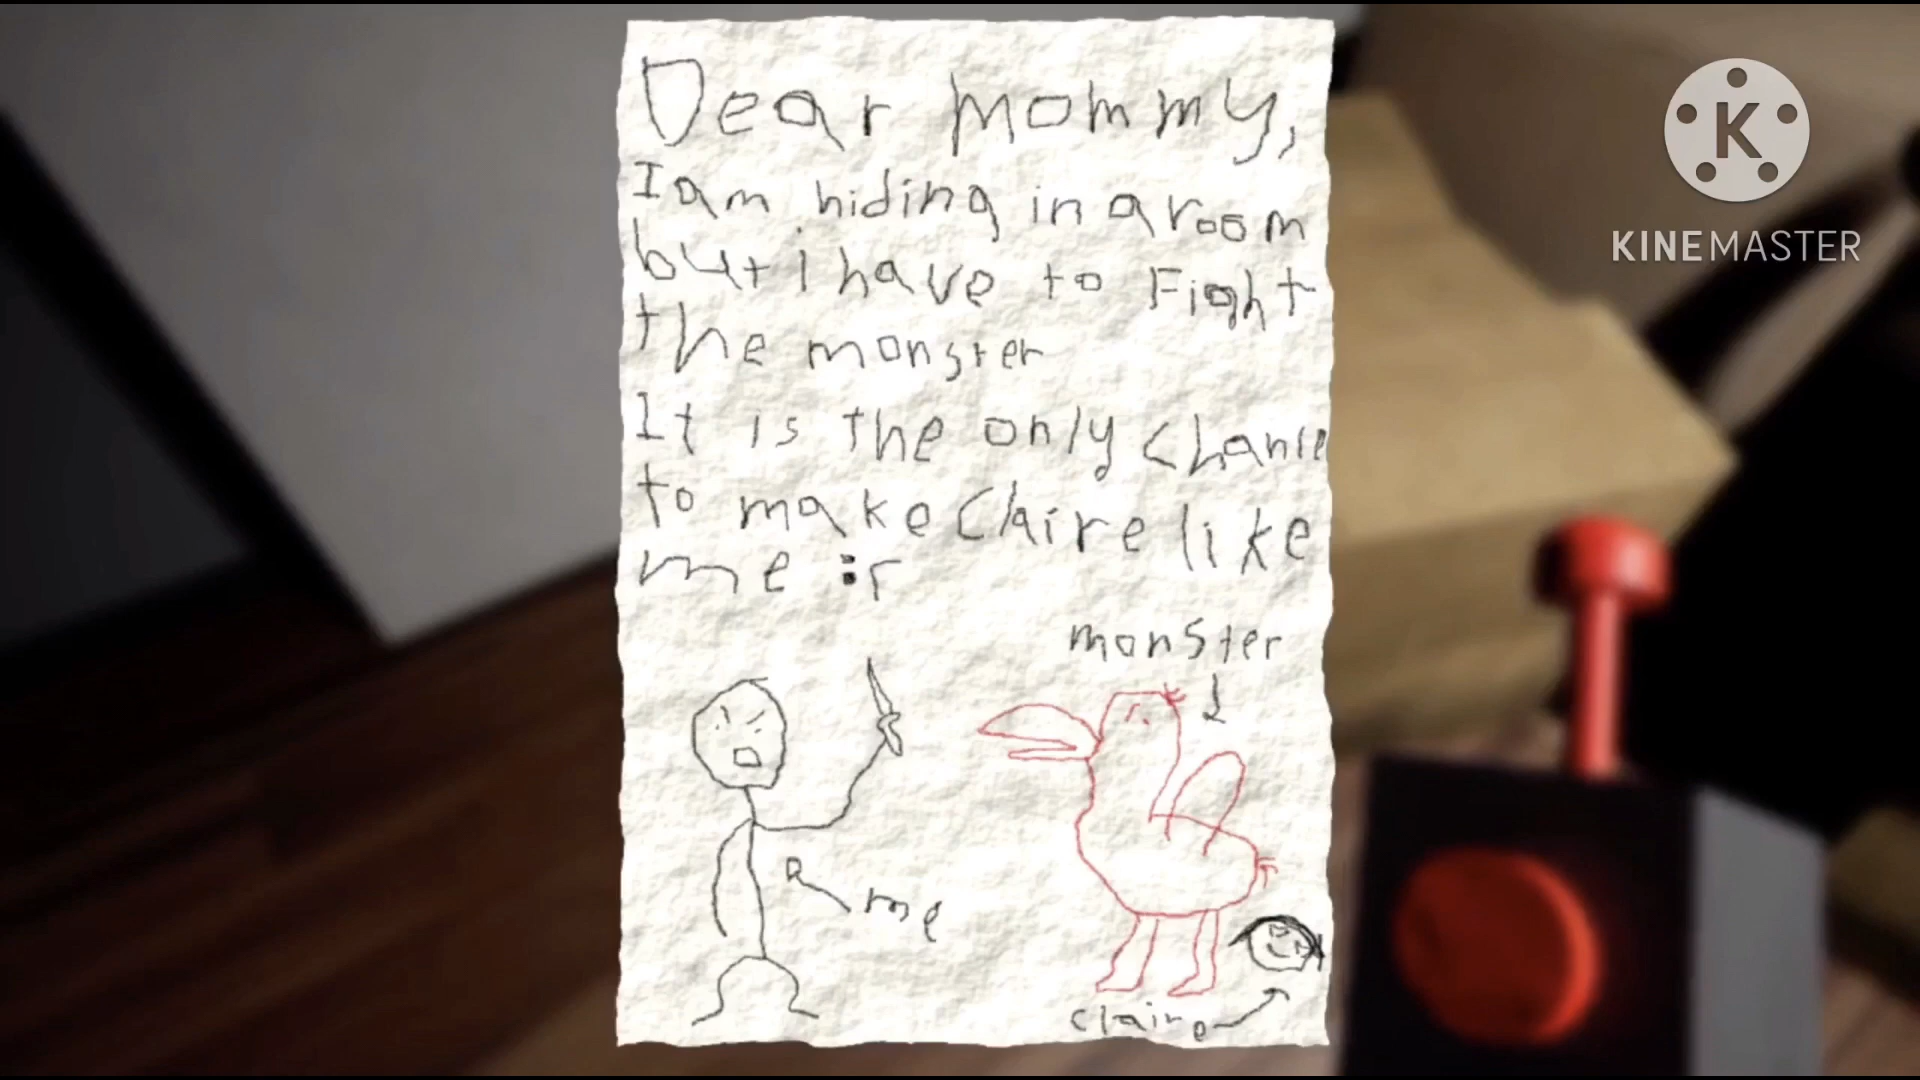 Dear Mommy,
I am hiding in a room
but i have to Fight
the monster
It is the only chance
to make Claire like
me :r
monster
me
claire
K
KINEMASTER